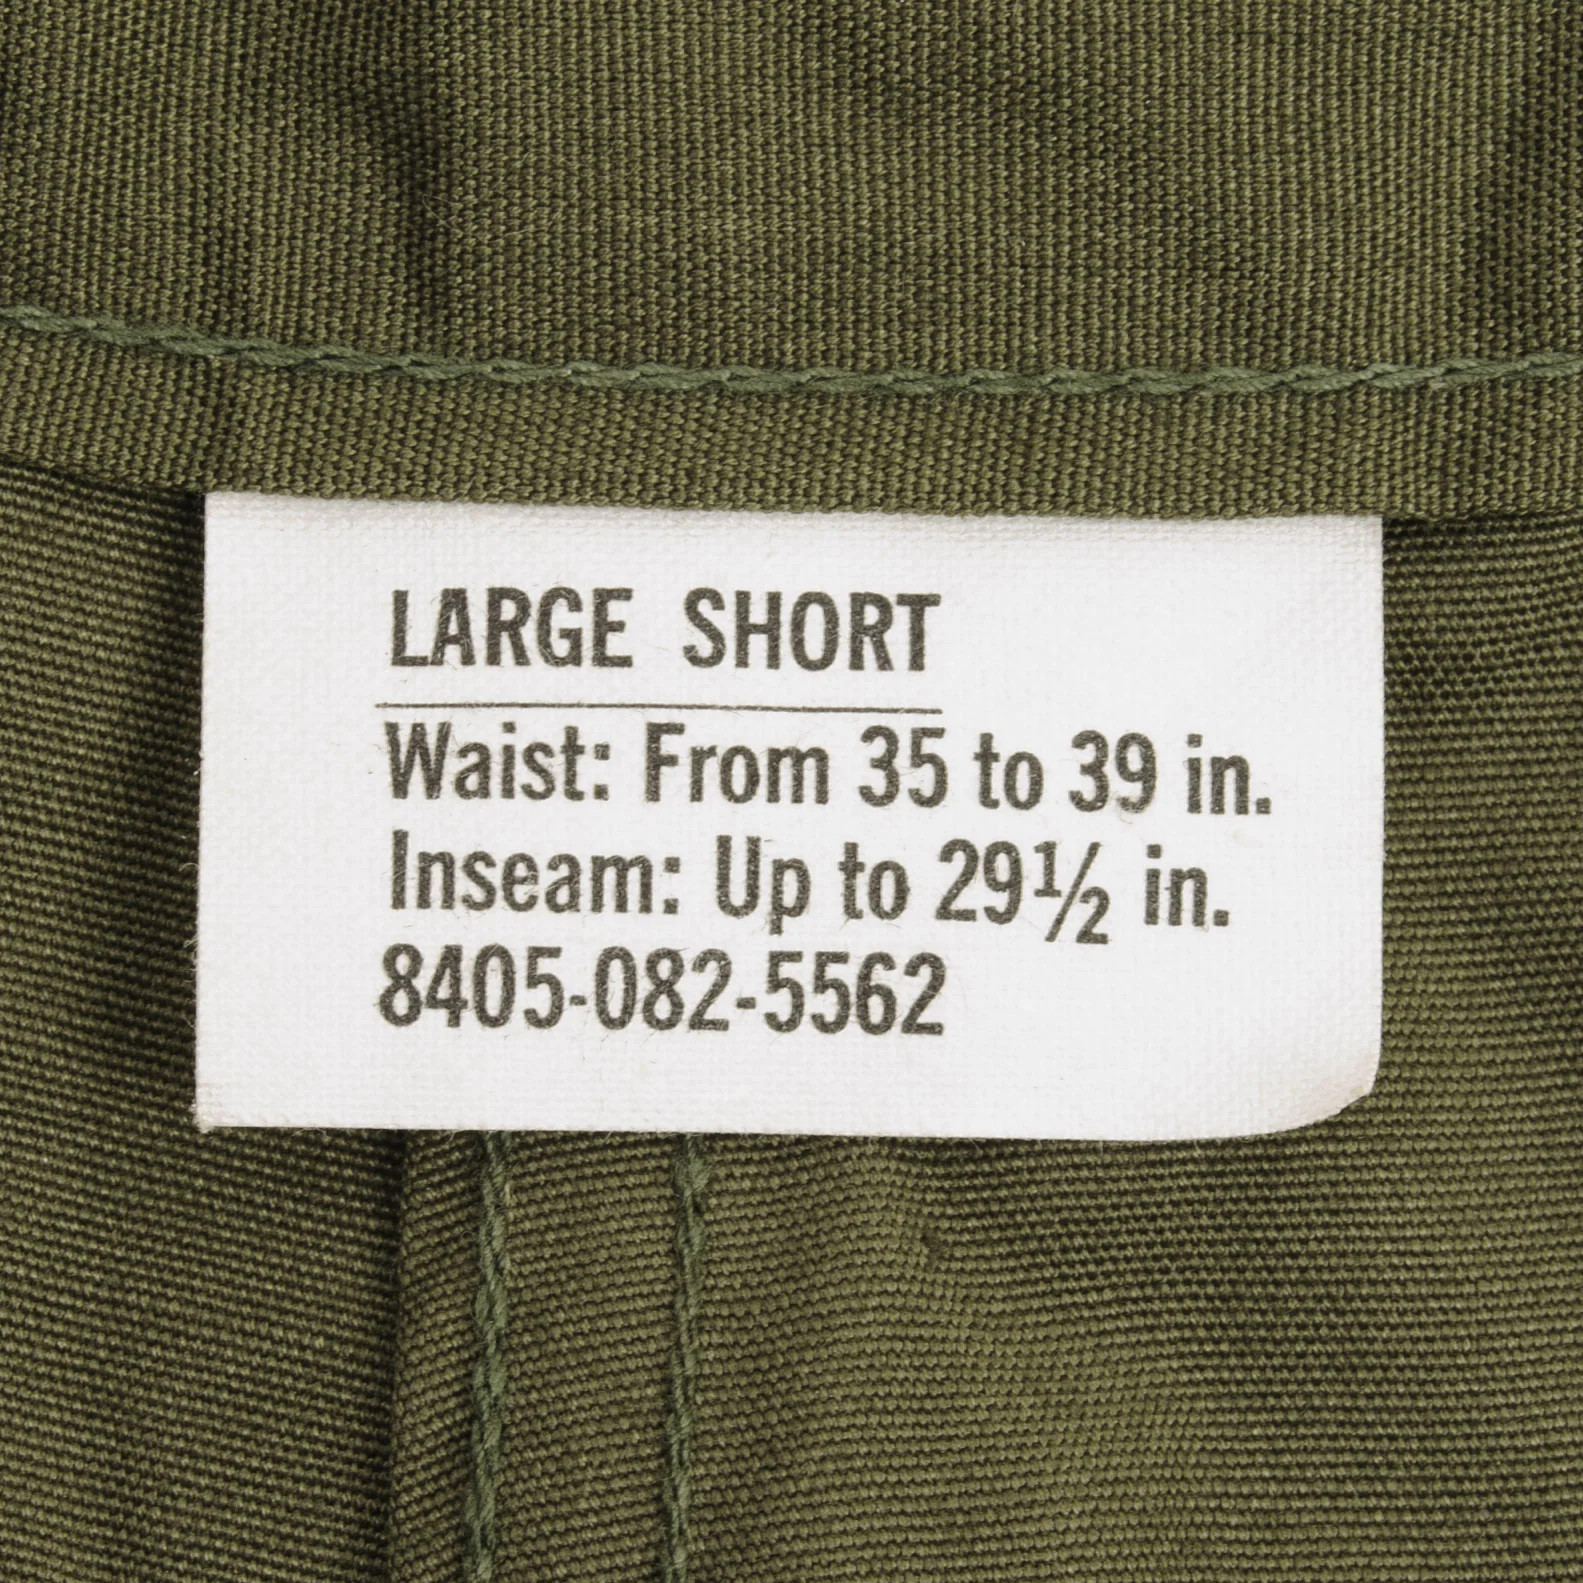 LARGE SHORT
Waist: From 35 to 39 in.
Inseam: Up to 29½ in.
8405-082-5562